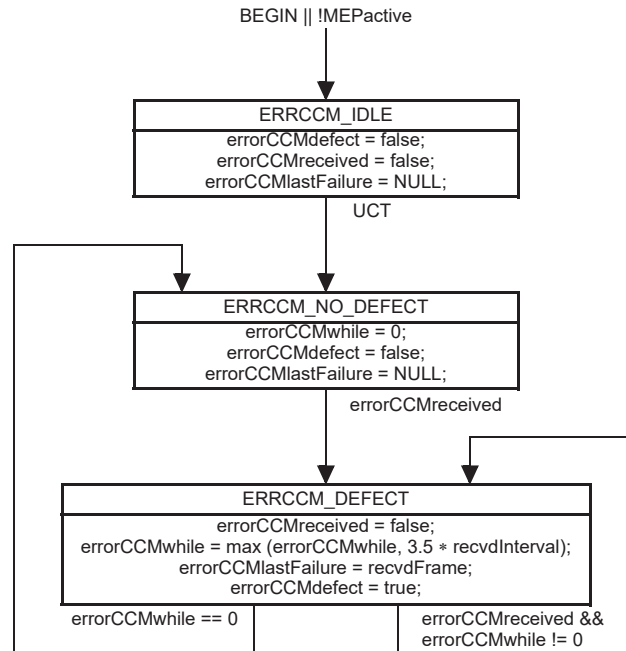 BEGIN || !MEPactive
ERRCCM_IDLE
errorCCMdefect = false;
errorCCMreceived = false;
errorCCMlastFailure = NULL;
UCT
ERRCCM_NO_DEFECT
errorCCMwhile = 0;
errorCCMdefect = false;
errorCCMlastFailure = NULL;
errorCCMreceived
ERRCCM_DEFECT
errorCCMreceived = false;
errorCCMwhile = max (errorCCMwhile, 3.5 ∗ recvdInterval);
errorCCMlastFailure = recvdFrame;
errorCCMdefect = true;
errorCCMwhile == 0
errorCCMreceived &&
errorCCMwhile != 0